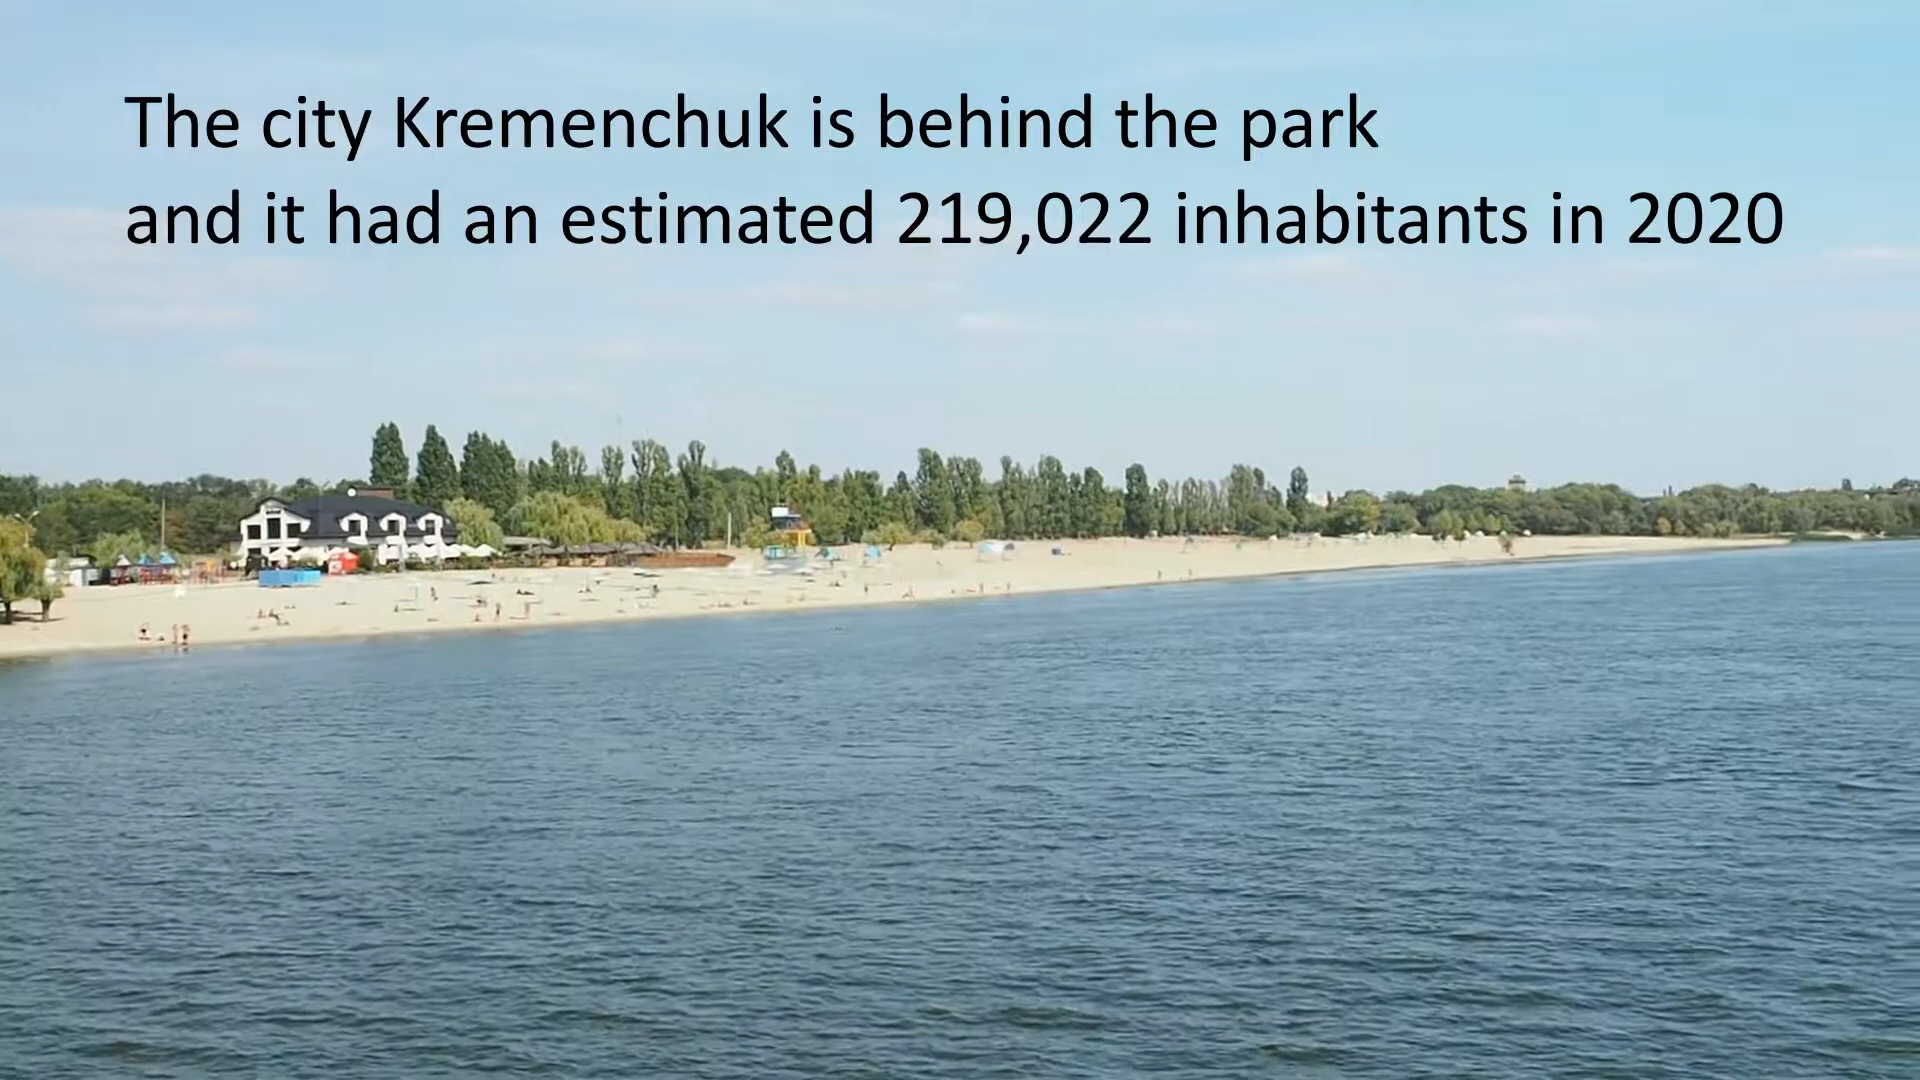 The city Kremenchuk is behind the park
and it had an estimated 219,022 inhabitants in 2020